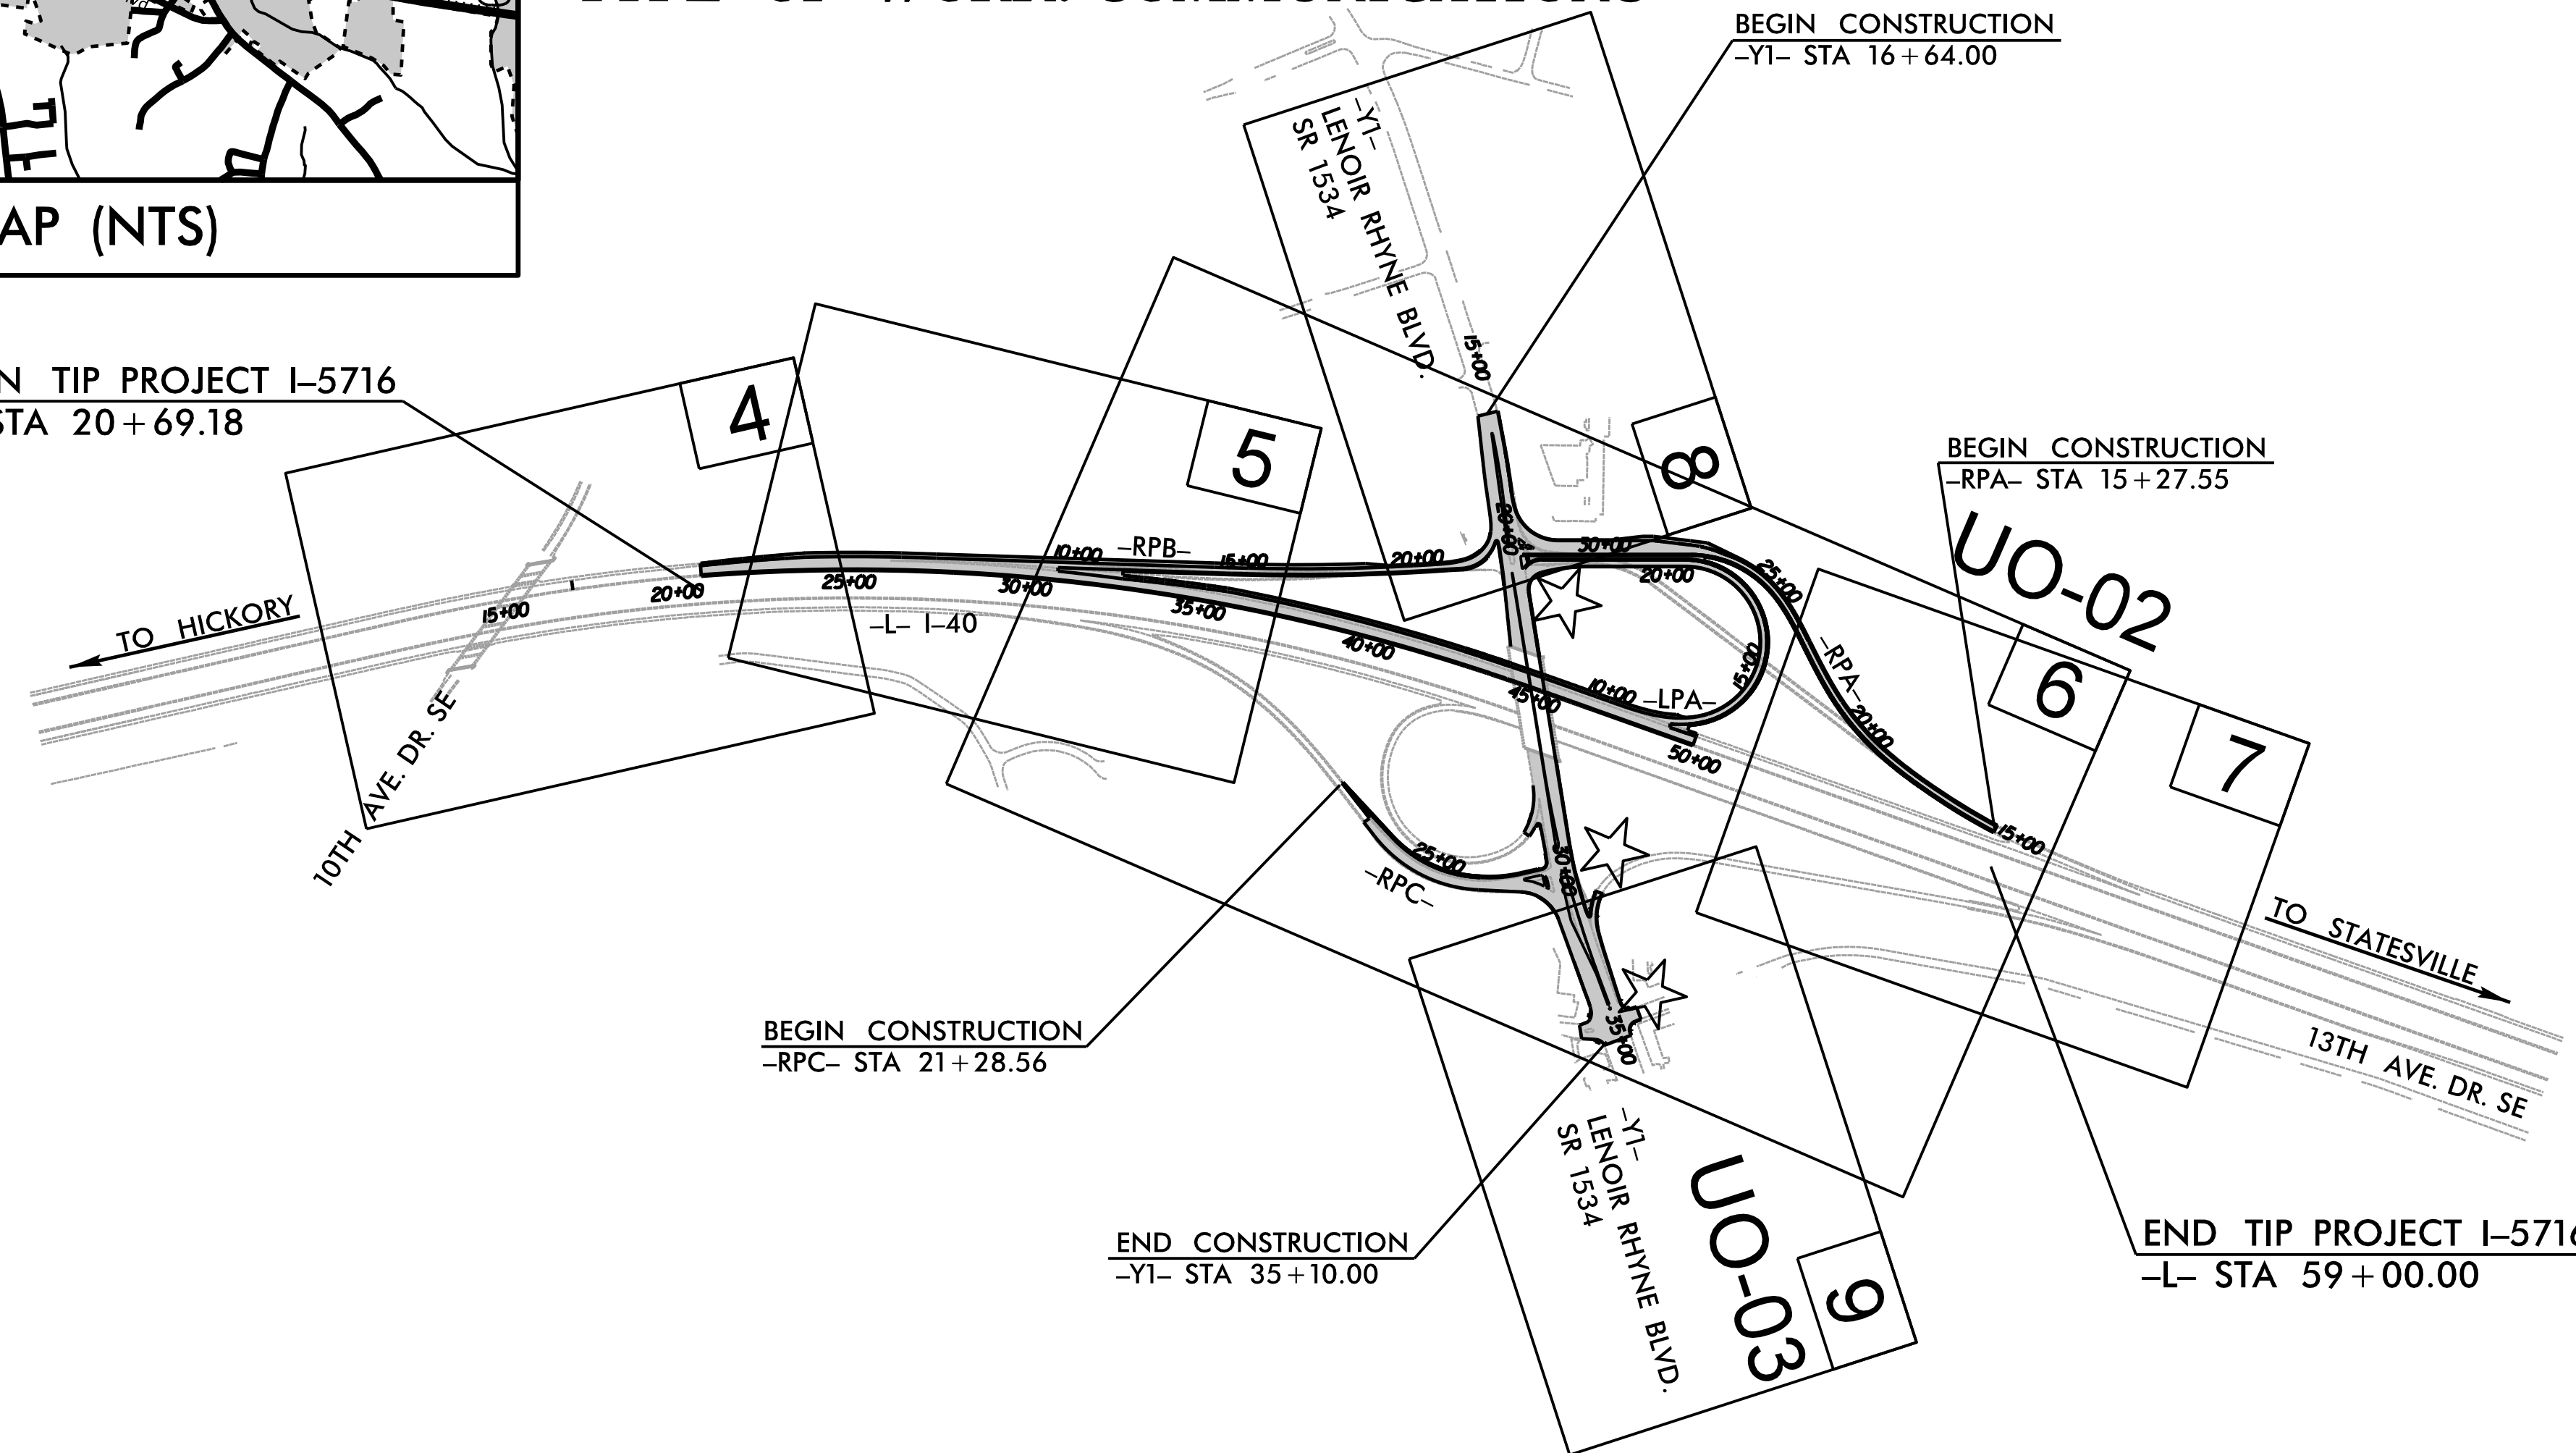 BEGIN CONSTRUCTION
–Y1– STA 16+64.00
AP (NTS)
–Y1–
LENOIR RHYNE BLVD.
SR 1534
15+00
N TIP PROJECT I–5716
STA 20+69.18
4
5
8
BEGIN CONSTRUCTION
–RPA– STA 15+27.55
UO-02
6
7
TO HICKORY
15+00
20+00
25+00
30+00
35+00
40+00
45+00
50+00
–L– I–40
10+00
–RPB–
15+00
20+00
20+00
30+00
20+00
25+00
–RPA–
20+00
15+00
15+00
10+00
–LPA–
10TH AVE. DR. SE
25+00
–RPC–
30+00
35+00
TO STATESVILLE
13TH AVE. DR. SE
BEGIN CONSTRUCTION
–RPC– STA 21+28.56
END CONSTRUCTION
–Y1– STA 35+10.00
–Y1–
LENOIR RHYNE BLVD.
SR 1534
UO-03
9
END TIP PROJECT I–571
–L– STA 59+00.00